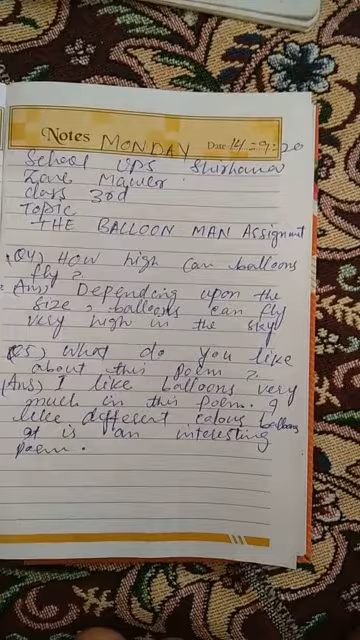 Notes MONDAY Date 14=9=20
School UPS Shirhama
Zone Mawer
class 3rd
Topic
THE BALLOON MAN Assignment
(Q4) How high can balloons
fly?
(Ans) Depending upon the
size, balloons can fly
very high in the sky
(Q5) What do you like
about this poem?
(Ans) I like balloons very
much in this poem. I
like different colous balloons
It is an interesting
poem.